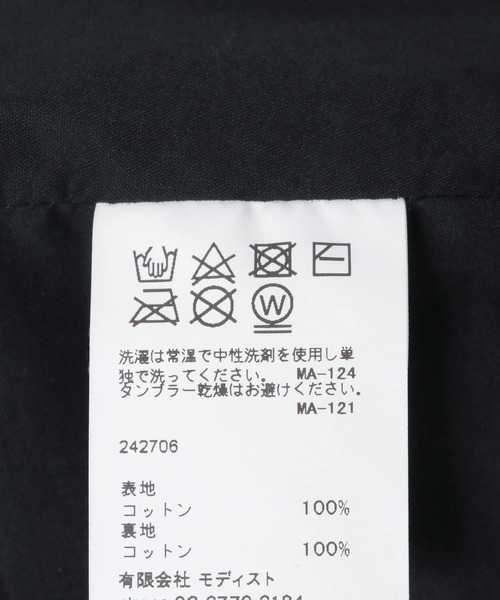 W
洗濯は常温で中性洗剤を使用し単
独で洗ってください。 MA-124
タンブラー乾燥はお避けください。
MA-121
242706
表地
コットン 100%
裏地
コットン 100%
有限会社 モディスト